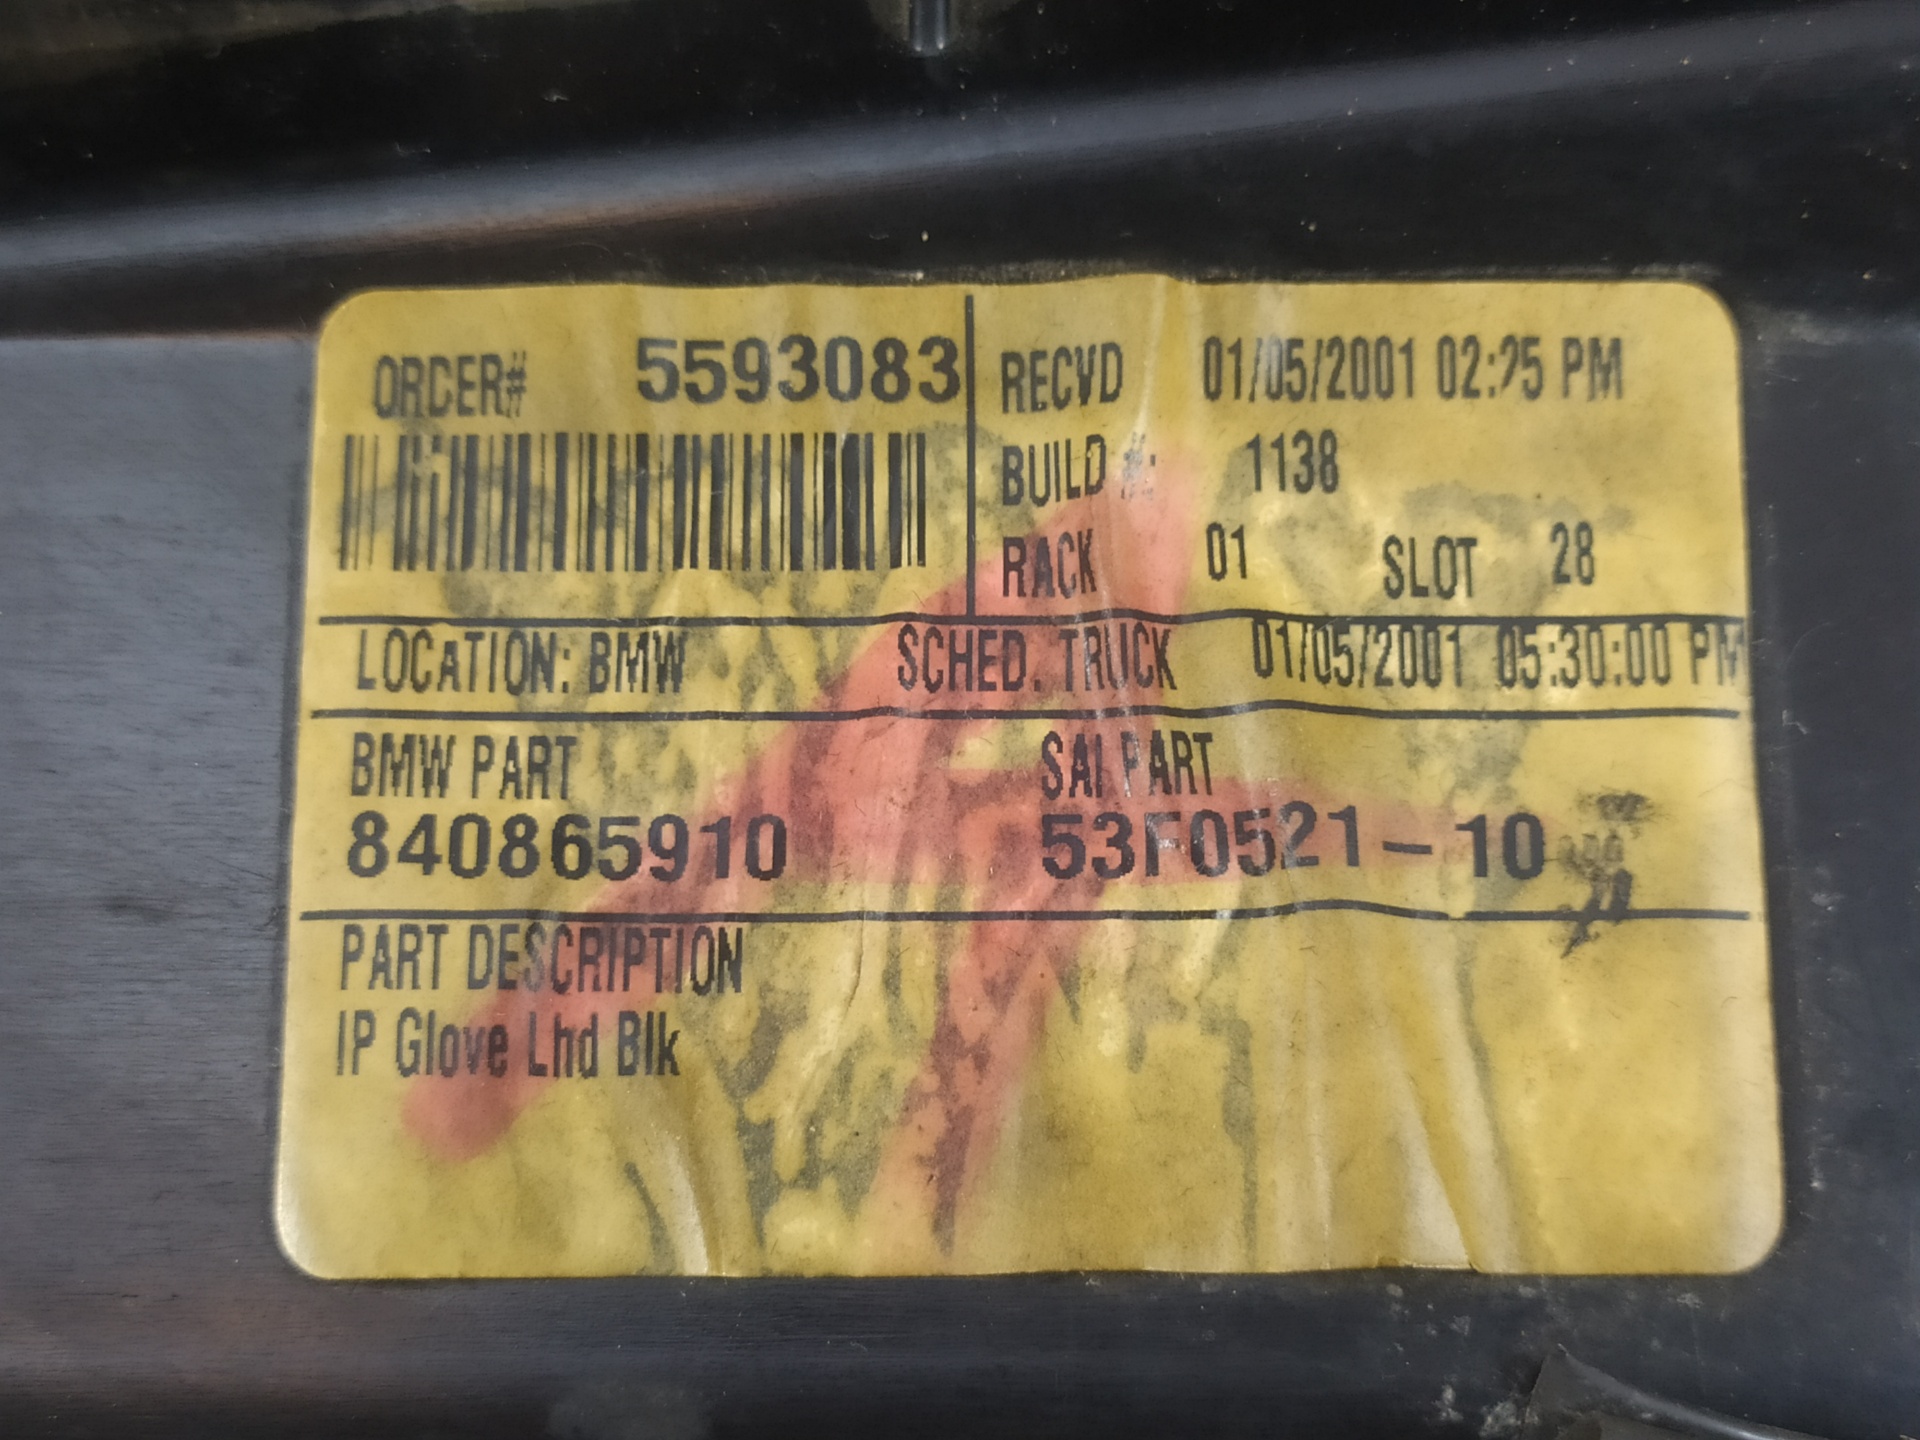 ORDER# 5593083
RECVD 01/05/2001 02:25 PM
BUILD #: 1138
RACK 01 SLOT 28
LOCATION: BMW SCHED. TRUCK 01/05/2001 05:30:00 PM
BMW PART SAI PART
840865910 53F0521-10
PART DESCRIPTION
IP Glove Lhd Blk